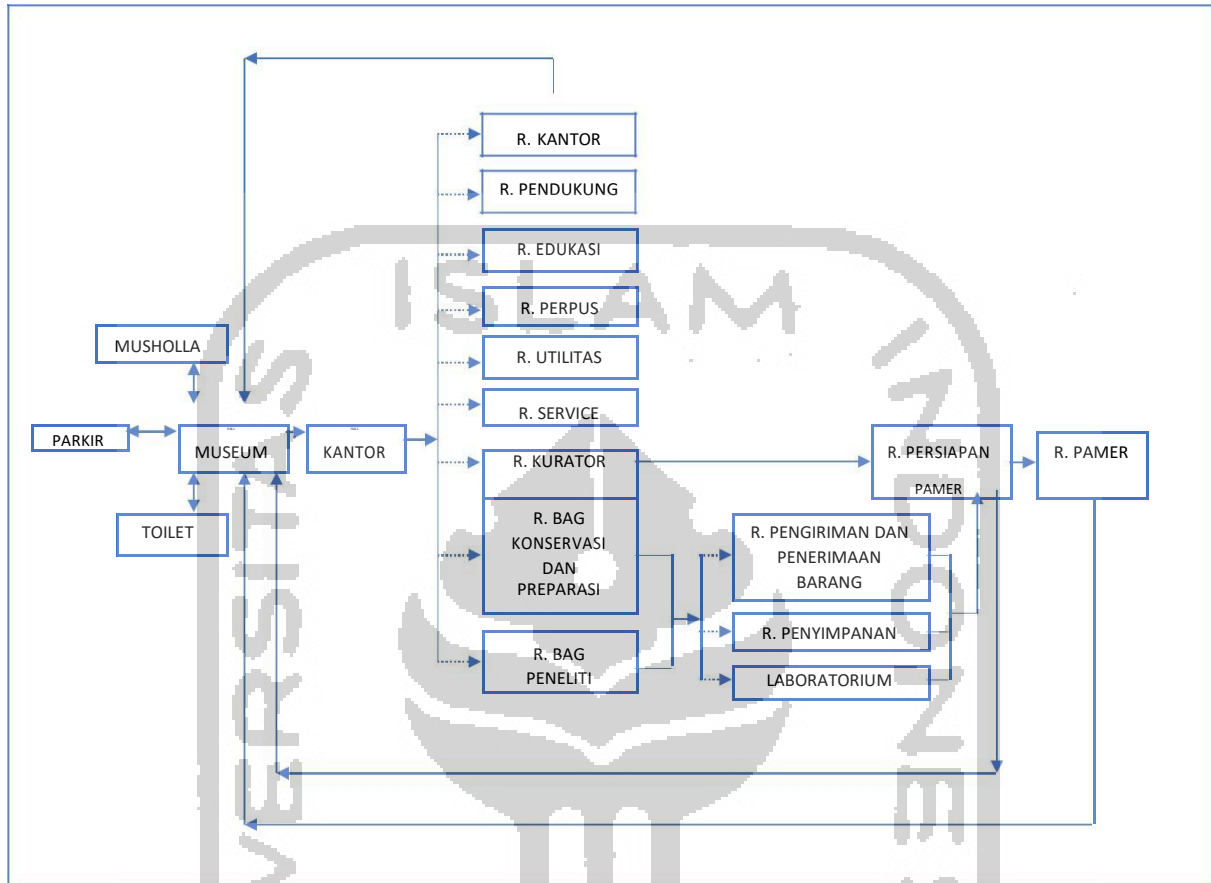 R. KANTOR
R. PENDUKUNG
R. EDUKASI
R. PERPUS
R. UTILITAS
R. SERVICE
MUSHOLLA
PARKIR
MUSEUM
KANTOR
TOILET
R. KURATOR
R. BAG
KONSERVASI
DAN
PREPARASI
R. BAG
PENELITI
R. PERSIAPAN
PAMER
R. PAMER
R. PENGIRIMAN DAN
PENERIMAAN
BARANG
R. PENYIMPANAN
LABORATORIUM
ISLAM